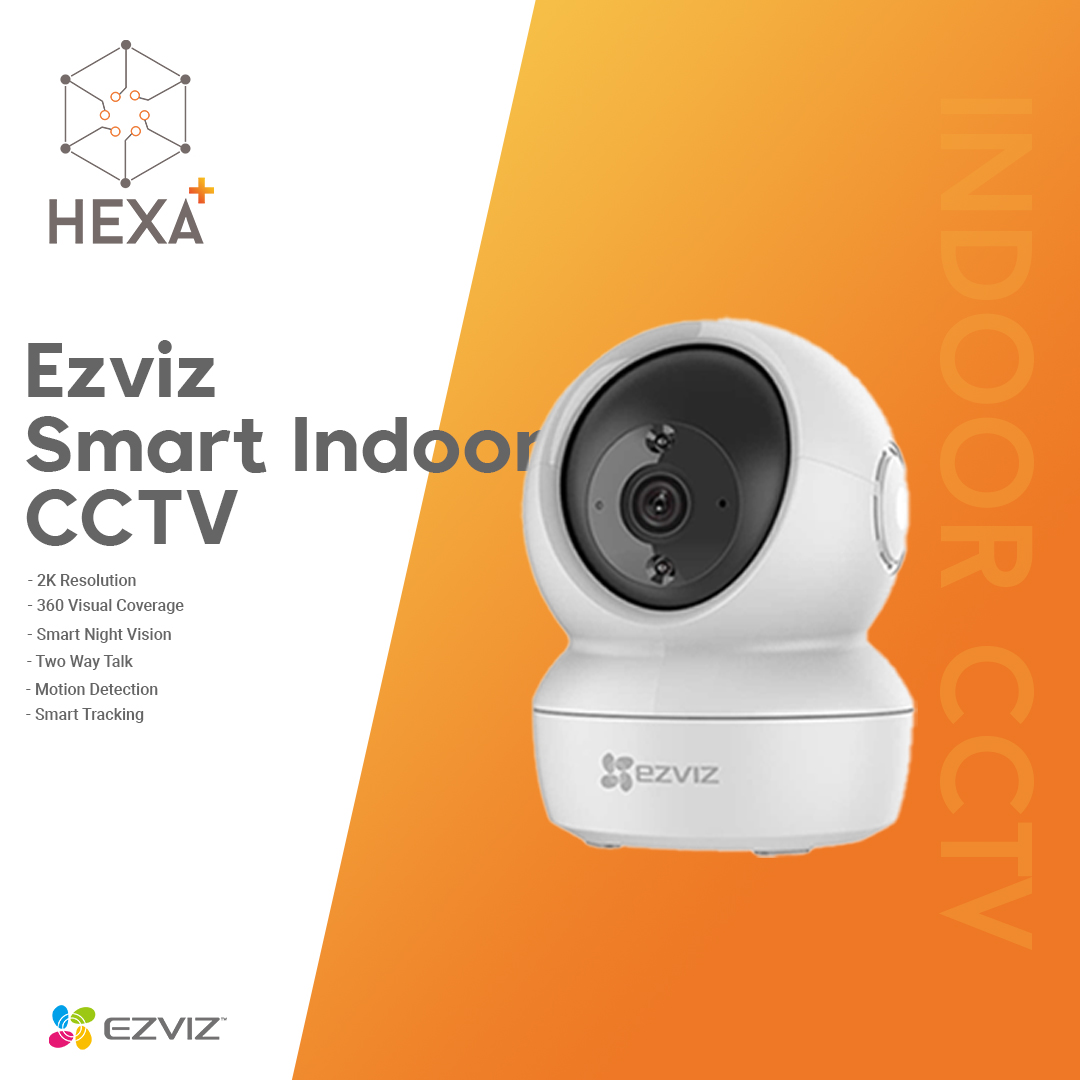 HEXA+
Ezviz
Smart Indoor
CCTV
- 2K Resolution
- 360 Visual Coverage
- Smart Night Vision
- Two Way Talk
- Motion Detection
- Smart Tracking
EZVIZ
INDOOR CCTV
EZVIZ™